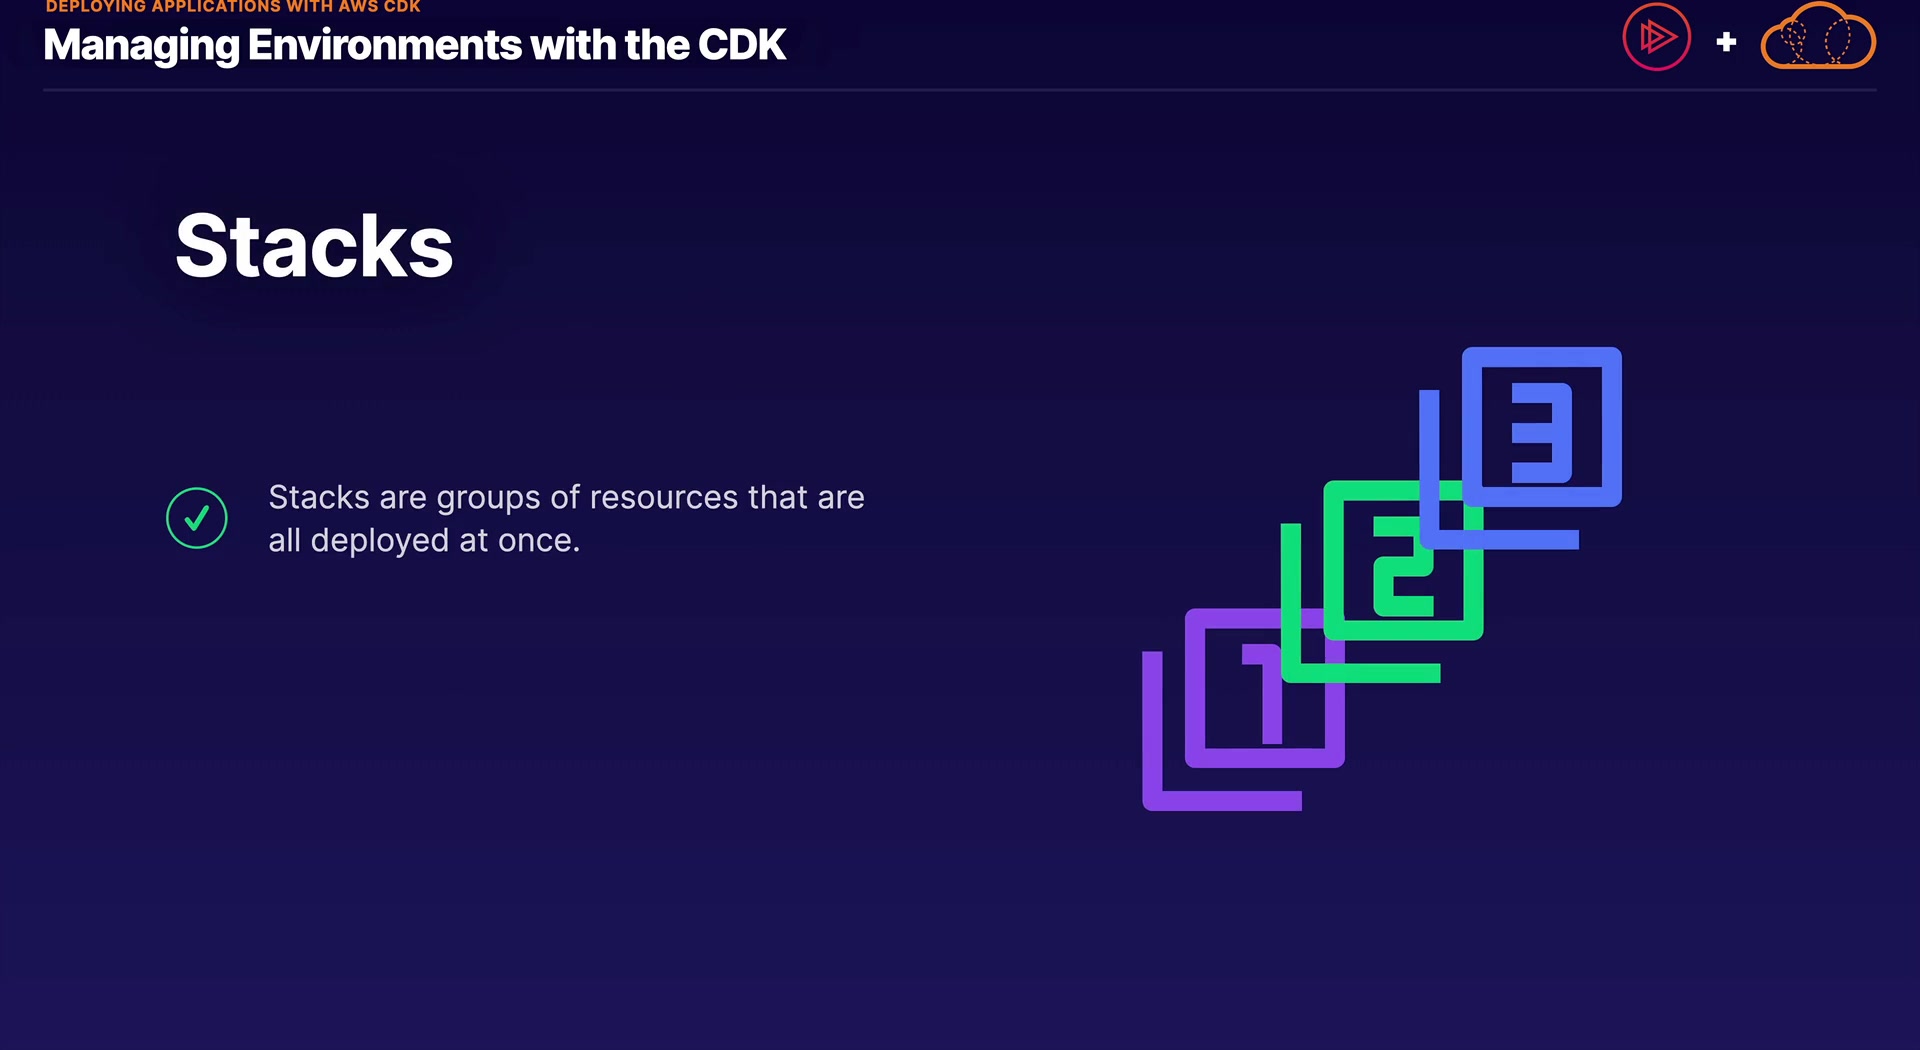 DEPLOYING APPLICATIONS WITH AWS CDK
Managing Environments with the CDK
Stacks
Stacks are groups of resources that are
all deployed at once.
3
2
1